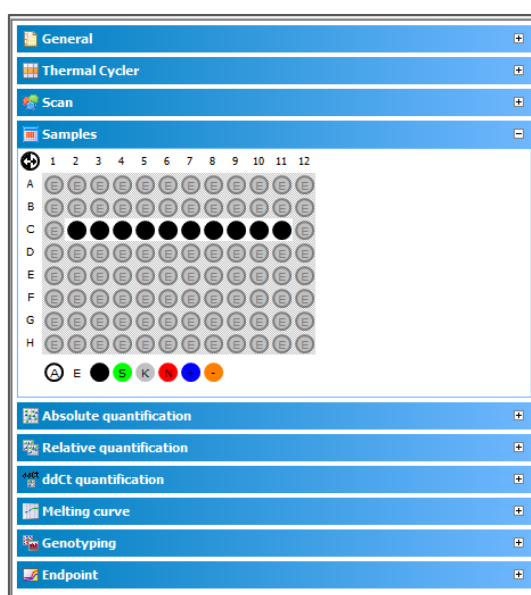 General
Thermal Cycler
Scan
Samples
1 2 3 4 5 6 7 8 9 10 11 12
A E E E E E E E E E E E E
B E E E E E E E E E E E E
C E E
D E E E E E E E E E E E E
E E E E E E E E E E E E E
F E E E E E E E E E E E E
G E E E E E E E E E E E E
H E E E E E E E E E E E E
A E S K N + -
Absolute quantification
Relative quantification
ddCt
ddCt quantification
Melting curve
Genotyping
Endpoint